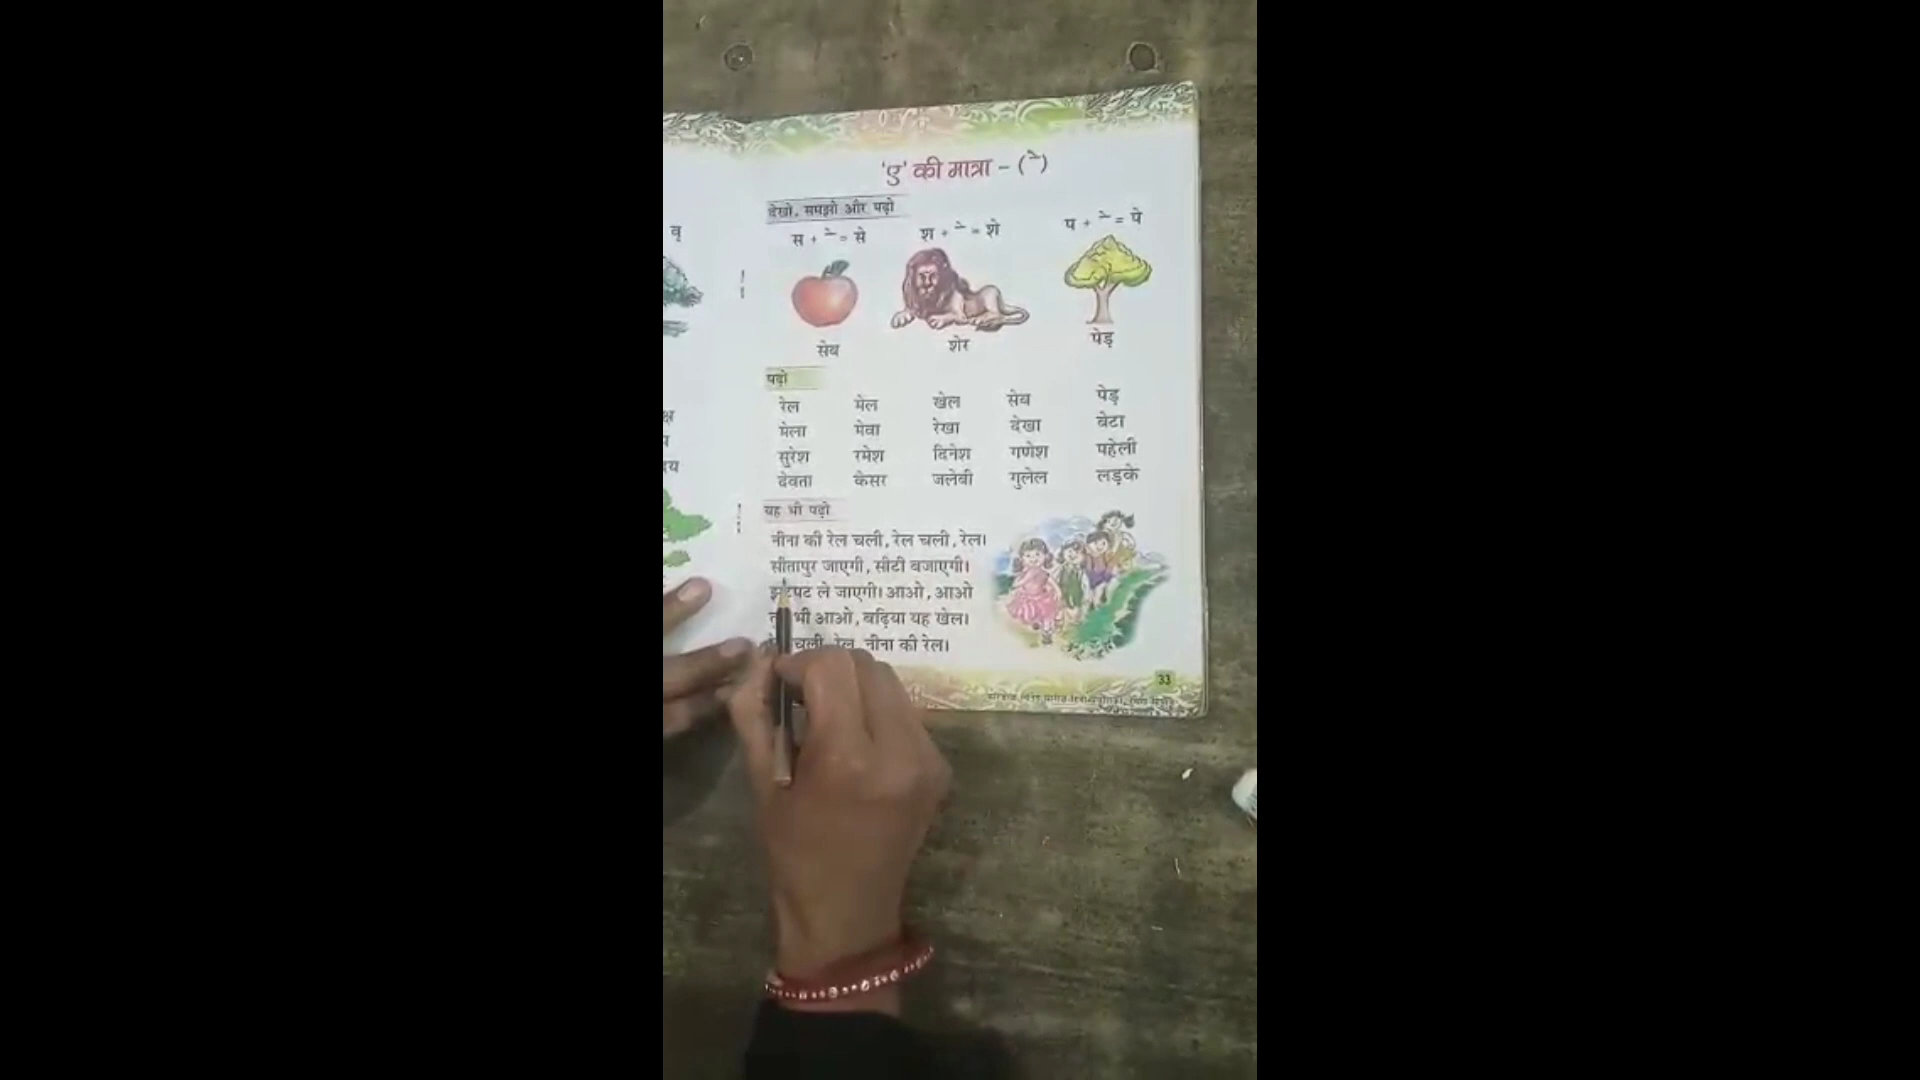 'ए' की मात्रा – ( े )
देखो, समझो और पढ़ो
स + े = से श + े = शे प + े = पे
सेब शेर पेड़
पढ़ो
रेल मेल खेल सेब पेड़
मेला मेवा रेखा देखा बेटा
सुरेश रमेश दिनेश गणेश पहेली
देवता केसर जलेबी गुलेल लड़के
यह भी पढ़ो
नीना की रेल चली, रेल चली, रेल।
सीतापुर जाएगी, सीटी बजाएगी।
ले जाएगी। आओ, आओ
भी आओ, बढ़िया यह खेल।
चली रेल, नीना की रेल।
33
वृ